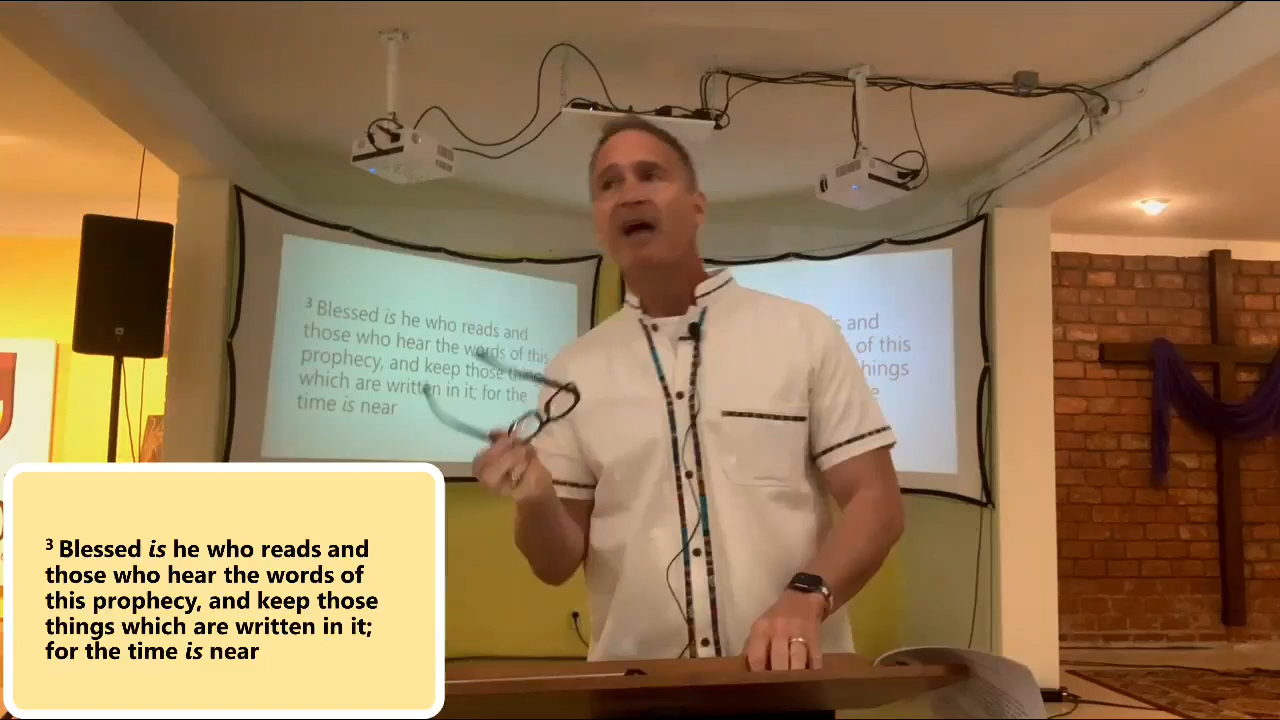 ³ Blessed is he who reads and
those who hear the words of this
prophecy, and keep those things
which are written in it; for the
time is near
s and
of this
hings
e
³ Blessed is he who reads and
those who hear the words of
this prophecy, and keep those
things which are written in it;
for the time is near